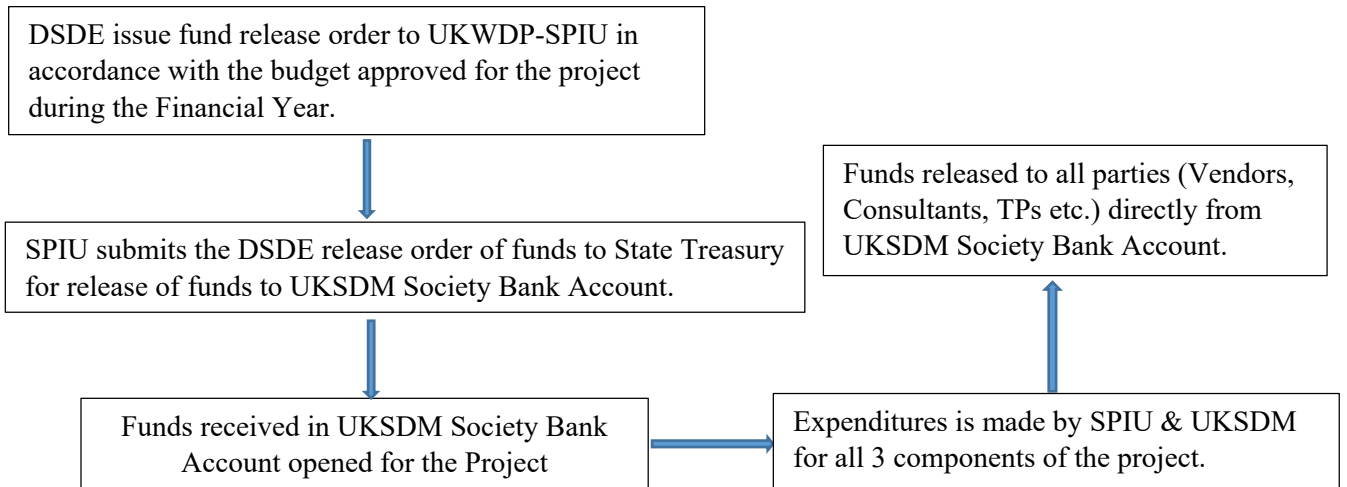 DSDE issue fund release order to UKWDP-SPIU in
accordance with the budget approved for the project
during the Financial Year.
SPIU submits the DSDE release order of funds to State Treasury
for release of funds to UKSDM Society Bank Account.
Funds received in UKSDM Society Bank
Account opened for the Project
Expenditures is made by SPIU & UKSDM
for all 3 components of the project.
Funds released to all parties (Vendors,
Consultants, TPs etc.) directly from
UKSDM Society Bank Account.